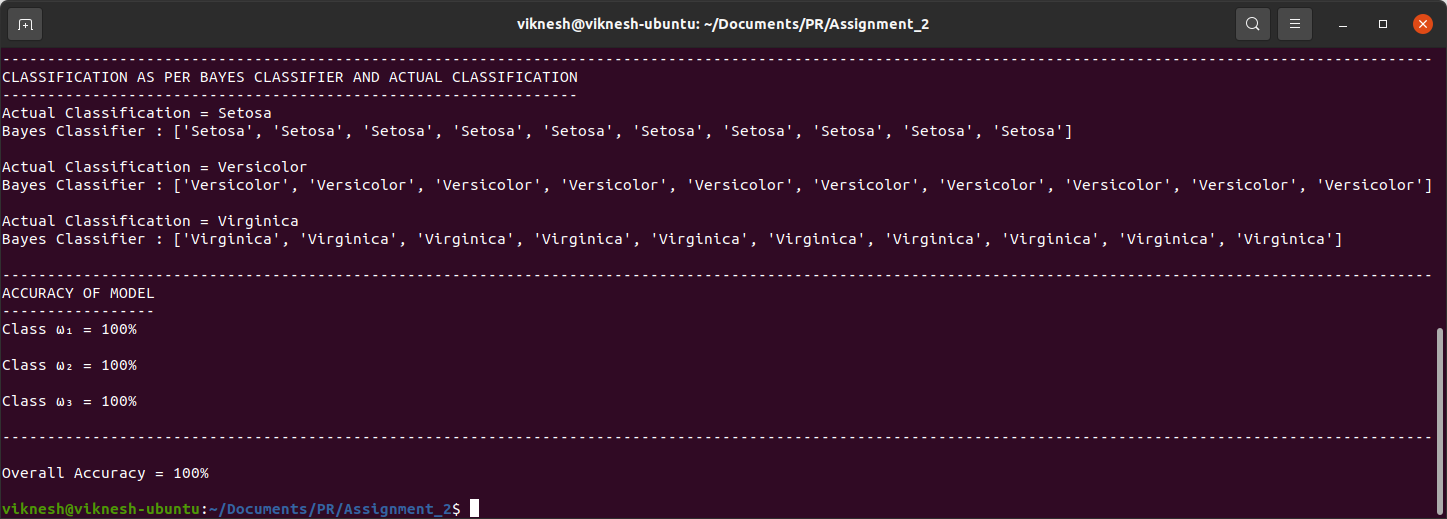 viknesh@viknesh-ubuntu: ~/Documents/PR/Assignment_2
---------------------------------------------------------------------------------------------------------------------------------------------------------------
CLASSIFICATION AS PER BAYES CLASSIFIER AND ACTUAL CLASSIFICATION
----------------------------------------------------------------
Actual Classification = Setosa
Bayes Classifier : ['Setosa', 'Setosa', 'Setosa', 'Setosa', 'Setosa', 'Setosa', 'Setosa', 'Setosa', 'Setosa', 'Setosa']
Actual Classification = Versicolor
Bayes Classifier : ['Versicolor', 'Versicolor', 'Versicolor', 'Versicolor', 'Versicolor', 'Versicolor', 'Versicolor', 'Versicolor', 'Versicolor', 'Versicolor']
Actual Classification = Virginica
Bayes Classifier : ['Virginica', 'Virginica', 'Virginica', 'Virginica', 'Virginica', 'Virginica', 'Virginica', 'Virginica', 'Virginica', 'Virginica']
---------------------------------------------------------------------------------------------------------------------------------------------------------------
ACCURACY OF MODEL
-----------------
Class ω₁ = 100%
Class ω₂ = 100%
Class ω₃ = 100%
---------------------------------------------------------------------------------------------------------------------------------------------------------------
Overall Accuracy = 100%
viknesh@viknesh-ubuntu:~/Documents/PR/Assignment_2$